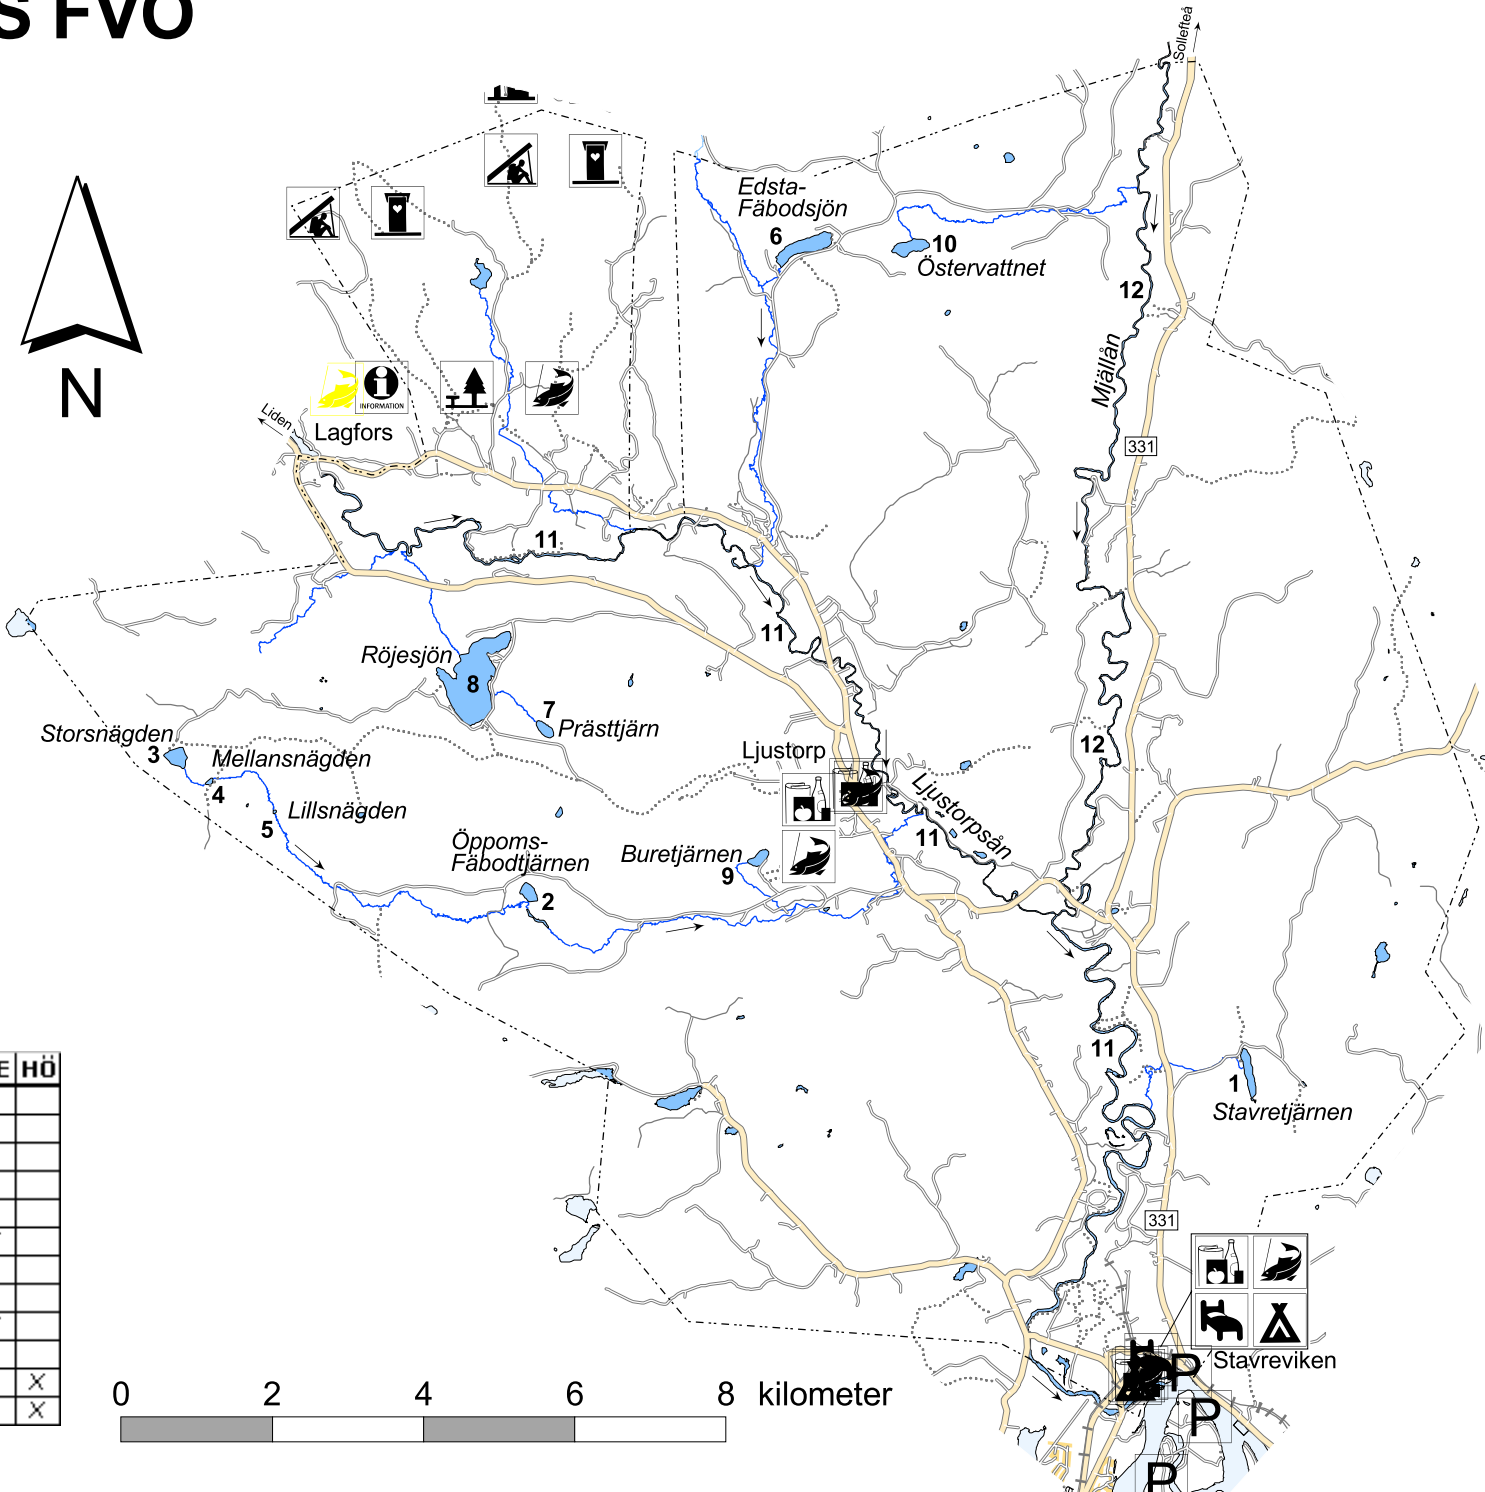 S FVO
Sollefteå
Edsta-
Fäbodsjön
6
10
Östervattnet
12
Mjällån
N
INFORMATION
Liden
Lagfors
331
11
11
Röjesjön
8
7
Prästtjärn
Storsnägden
3
Mellansnägden
4
Lillsnägden
5
12
Ljustorp
Ljustorpsån
11
Öppoms-
Fäbodtjärnen
2
Buretjärnen
9
11
1
Stavretjärnen
E HÖ
X
X
331
Stavreviken
P
P
P
0 2 4 6 8 kilometer